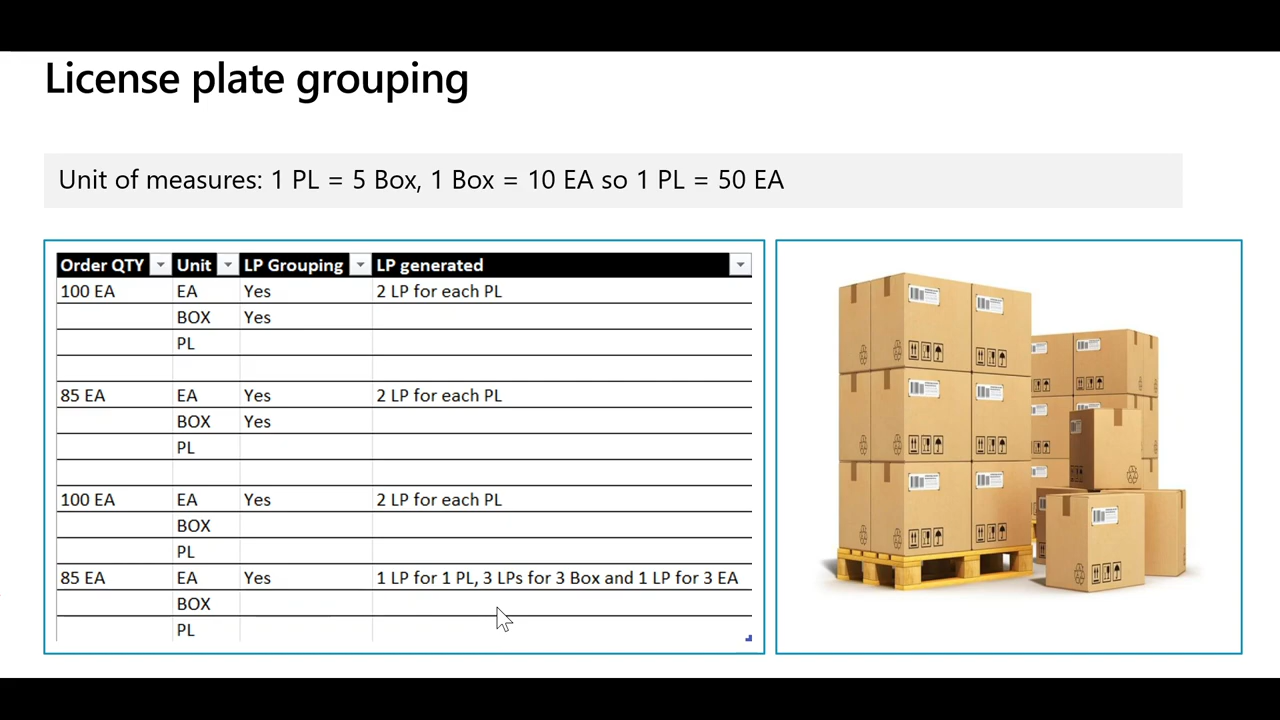 License plate grouping
Unit of measures: 1 PL = 5 Box, 1 Box = 10 EA so 1 PL = 50 EA
Order QTY Unit LP Grouping LP generated
100 EA EA Yes 2 LP for each PL
BOX Yes
PL
85 EA EA Yes 2 LP for each PL
BOX Yes
PL
100 EA EA Yes 2 LP for each PL
BOX
PL
85 EA EA Yes 1 LP for 1 PL, 3 LPs for 3 Box and 1 LP for 3 EA
BOX
PL